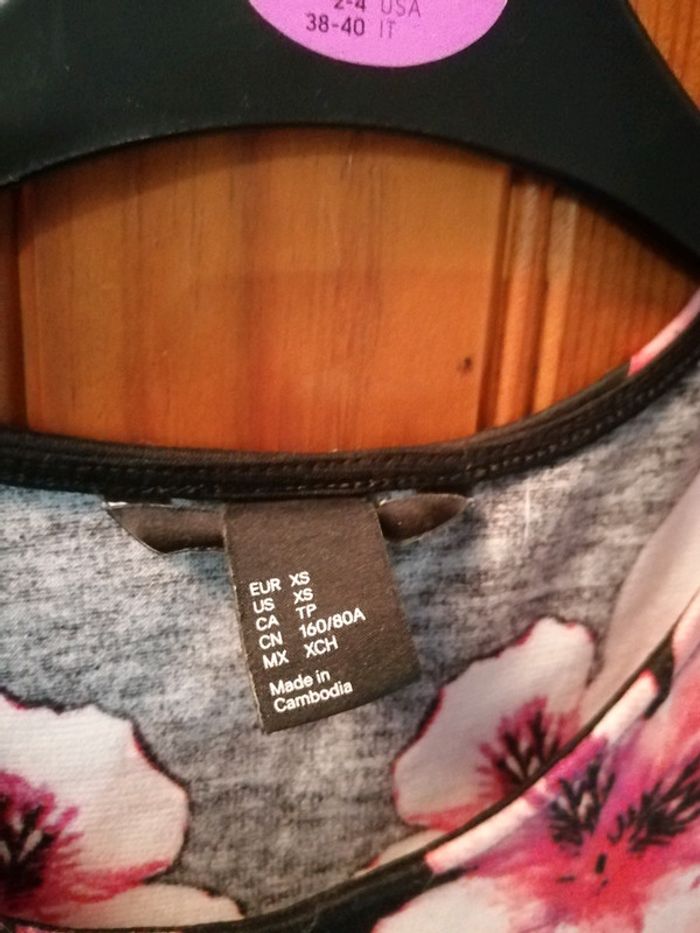 2-4 USA
38-40 IT
EUR XS
US XS
CA TP
CN 160/80A
MX XCH
Made in
Cambodia